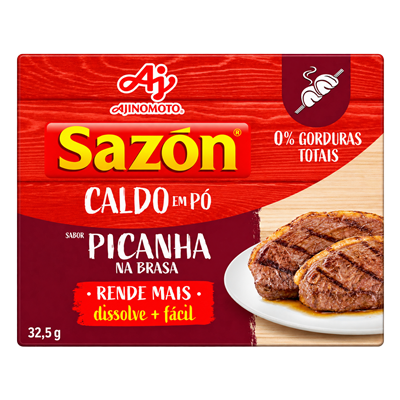 AJINOMOTO®
Sazón®
0% GORDURAS
TOTAIS
CALDO EM PÓ
SABOR
PICANHA
NA BRASA
• RENDE MAIS •
dissolve + fácil
32,5 g